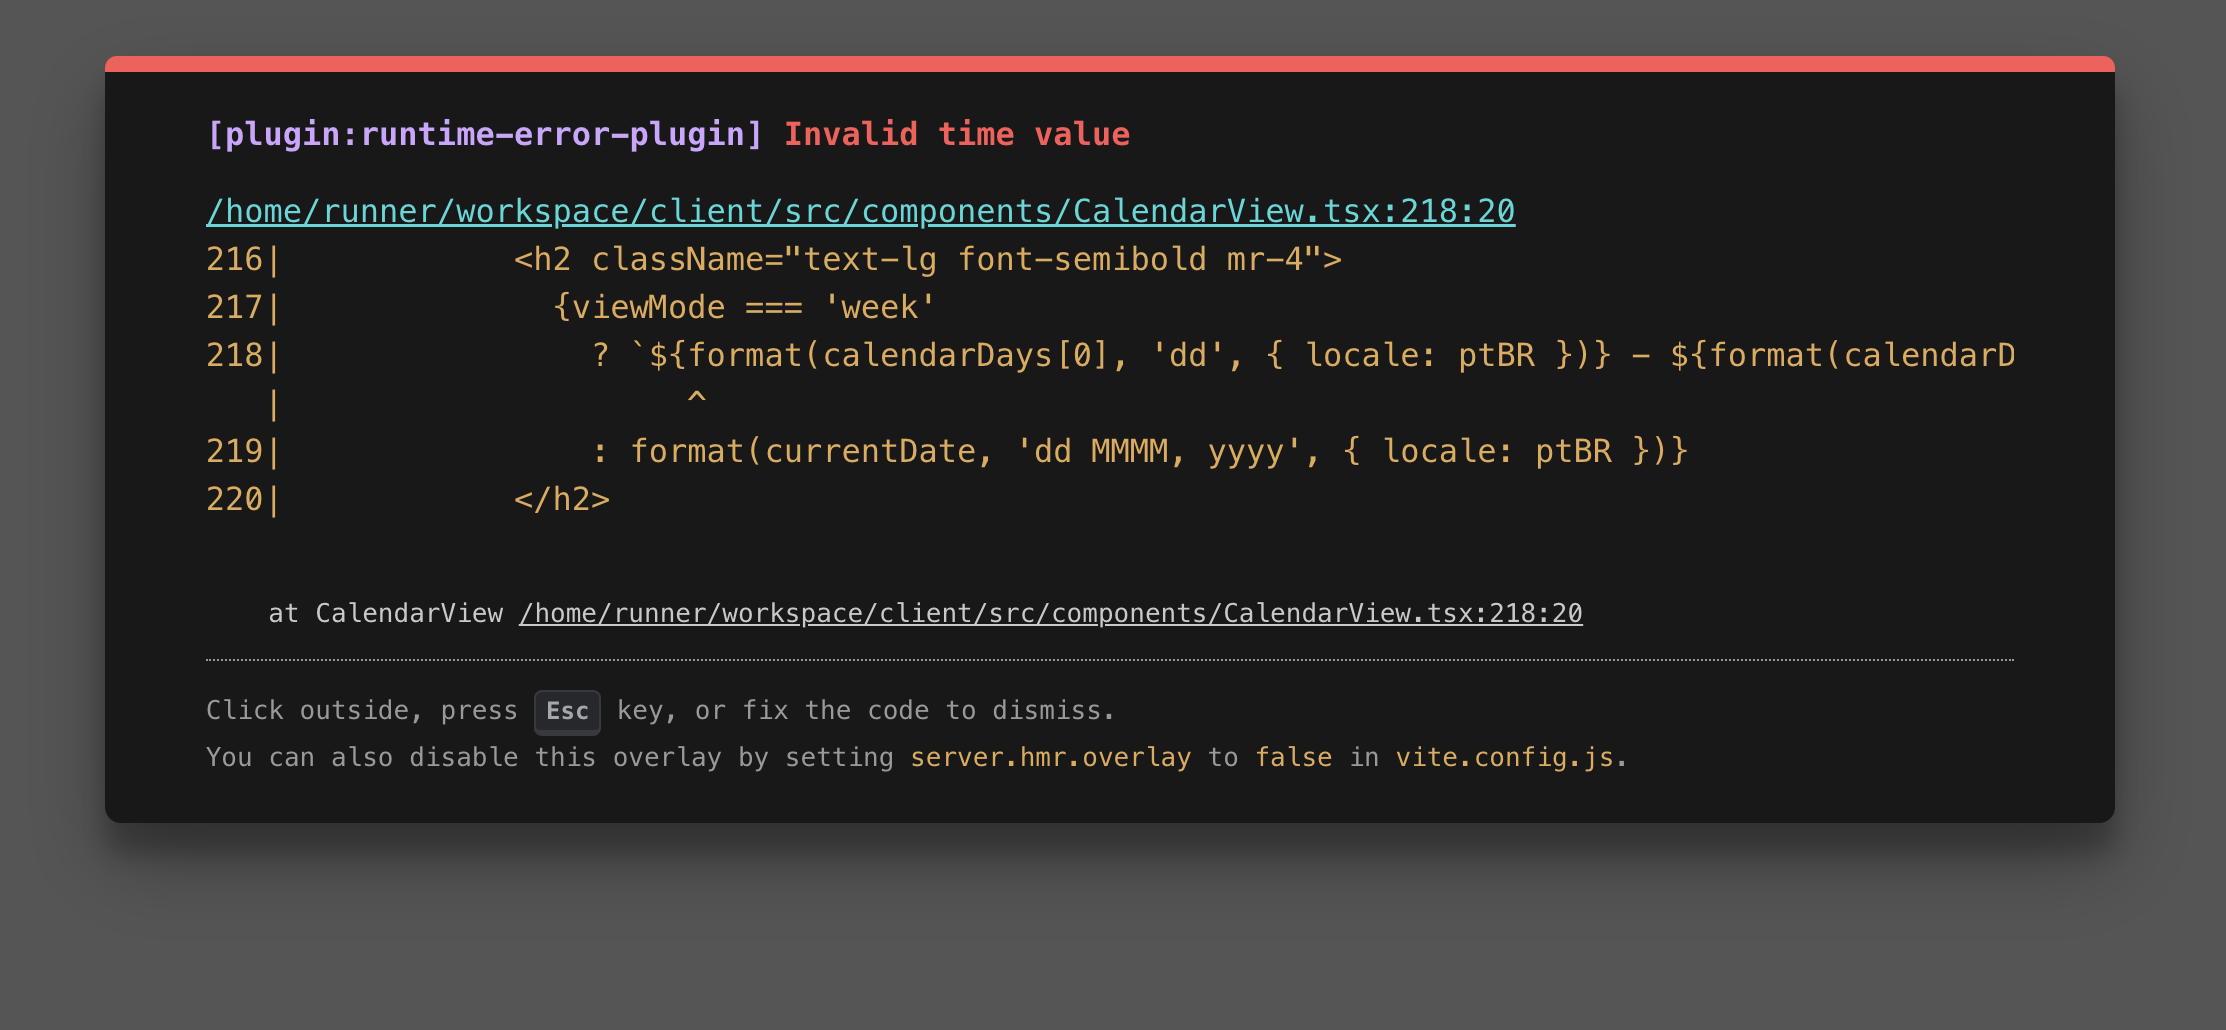 [plugin:runtime-error-plugin] Invalid time value
/home/runner/workspace/client/src/components/CalendarView.tsx:218:20
216|            <h2 className="text-lg font-semibold mr-4">
217|              {viewMode === 'week'
218|                ? `${format(calendarDays[0], 'dd', { locale: ptBR })} - ${format(calendarD
   |                     ^
219|                : format(currentDate, 'dd MMMM, yyyy', { locale: ptBR })}
220|            </h2>
at CalendarView /home/runner/workspace/client/src/components/CalendarView.tsx:218:20
Click outside, press Esc key, or fix the code to dismiss.
You can also disable this overlay by setting server.hmr.overlay to false in vite.config.js.